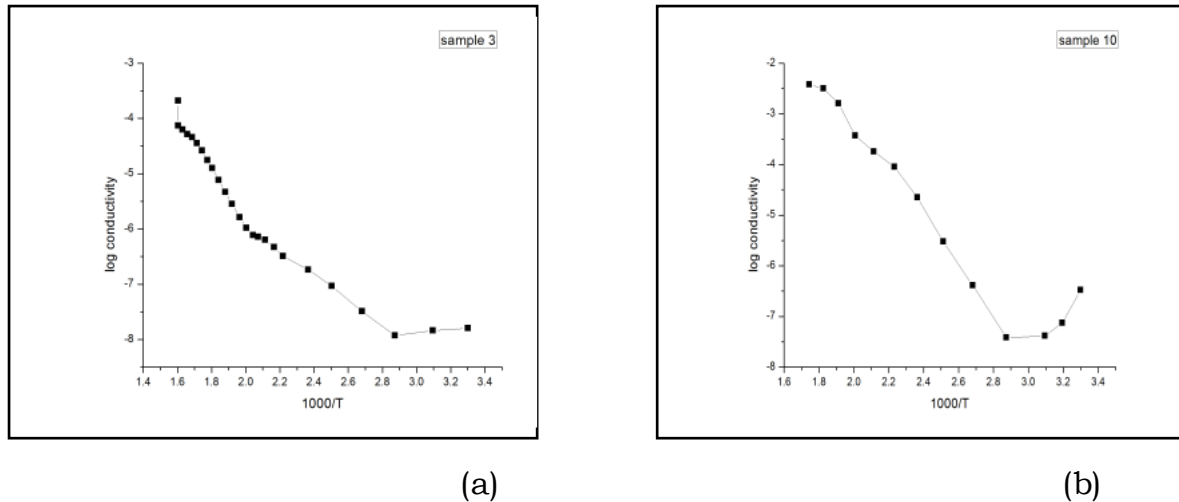 sample 3
-3
-4
-5
-6
-7
-8
log conductivity
1.4 1.6 1.8 2.0 2.2 2.4 2.6 2.8 3.0 3.2 3.4
1000/T
(a)
sample 10
-2
-3
-4
-5
-6
-7
-8
log conductivity
1.6 1.8 2.0 2.2 2.4 2.6 2.8 3.0 3.2 3.4
1000/T
(b)